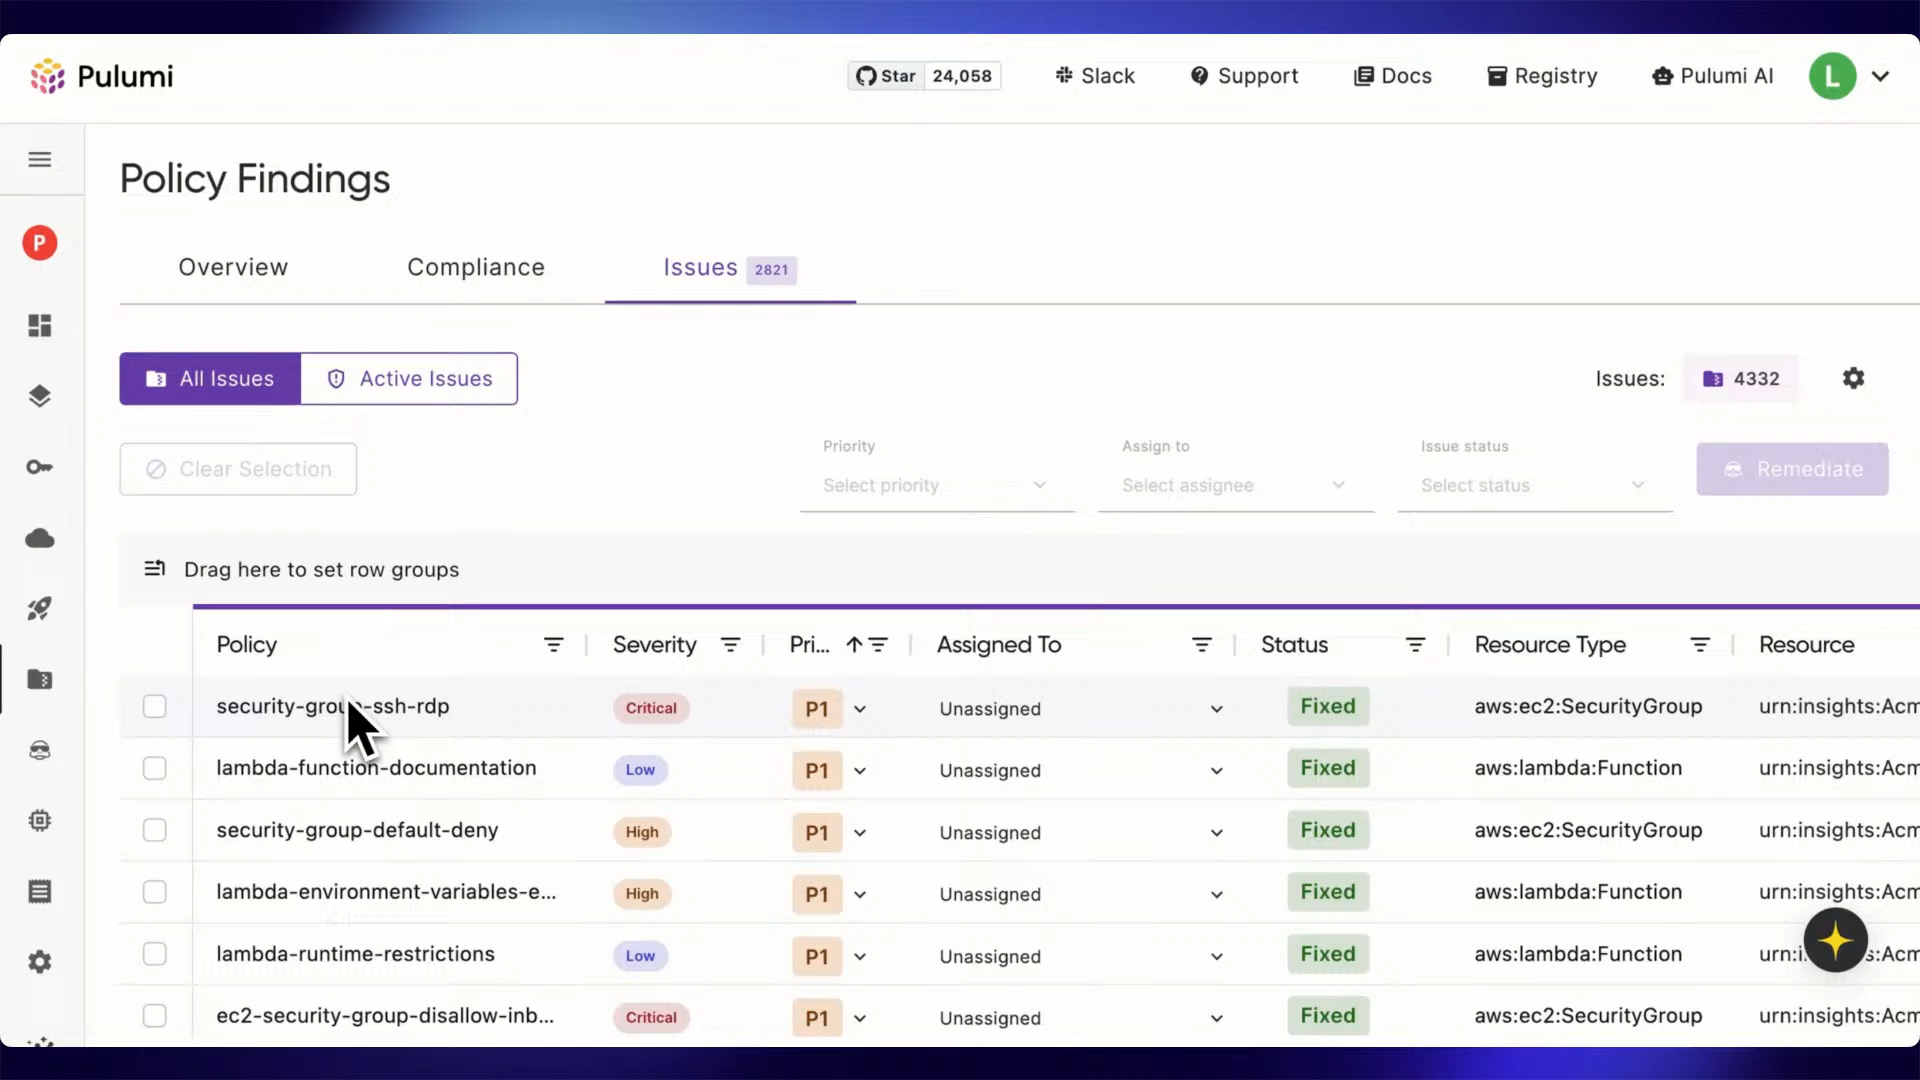 Pulumi
Star 24,058
Slack
Support
Docs
Registry
Pulumi AI
L
Policy Findings
P
Overview
Compliance
Issues 2821
All Issues
Active Issues
Issues: 4332
Clear Selection
Priority
Select priority
Assign to
Select assignee
Issue status
Select status
Remediate
Drag here to set row groups
Policy Severity Pri... Assigned To Status Resource Type Resource
security-group-ssh-rdp Critical P1 Unassigned Fixed aws:ec2:SecurityGroup urn:insights:Acm
lambda-function-documentation Low P1 Unassigned Fixed aws:lambda:Function urn:insights:Acm
security-group-default-deny High P1 Unassigned Fixed aws:ec2:SecurityGroup urn:insights:Acm
lambda-environment-variables-e... High P1 Unassigned Fixed aws:lambda:Function urn:insights:Acm
lambda-runtime-restrictions Low P1 Unassigned Fixed aws:lambda:Function
ec2-security-group-disallow-inb... Critical P1 Unassigned Fixed aws:ec2:SecurityGroup urn:insights:Acm